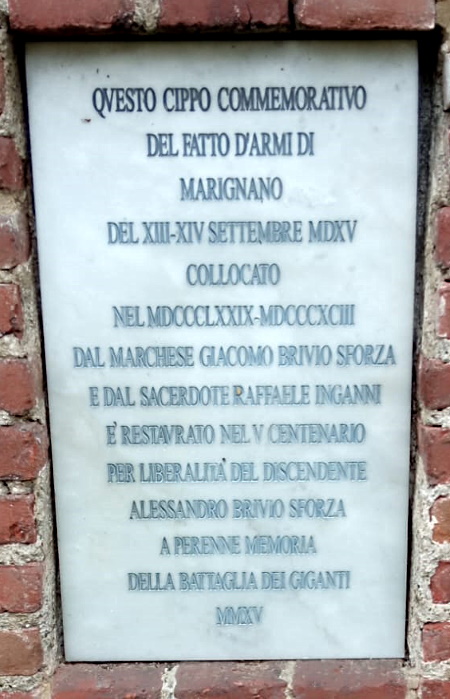 QVESTO CIPPO COMMEMORATIVO
DEL FATTO D'ARMI DI
MARIGNANO
DEL XIII-XIV SETTEMBRE MDXV
COLLOCATO
NEL MDCCCLXXIX-MDCCCXCIII
DAL MARCHESE GIACOMO BRIVIO SFORZA
E DAL SACERDOTE RAFFAELE INGANNI
E' RESTAVRATO NEL V CENTENARIO
PER LIBERALITA' DEL DISCENDENTE
ALESSANDRO BRIVIO SFORZA
A PERENNE MEMORIA
DELLA BATTAGLIA DEI GIGANTI
MMXV